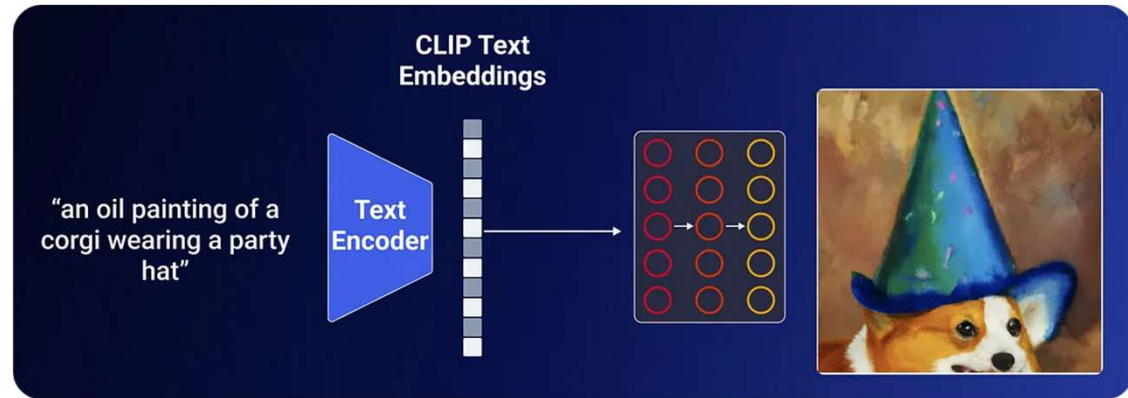 CLIP Text
Embeddings
“an oil painting of a
corgi wearing a party
hat”
Text
Encoder